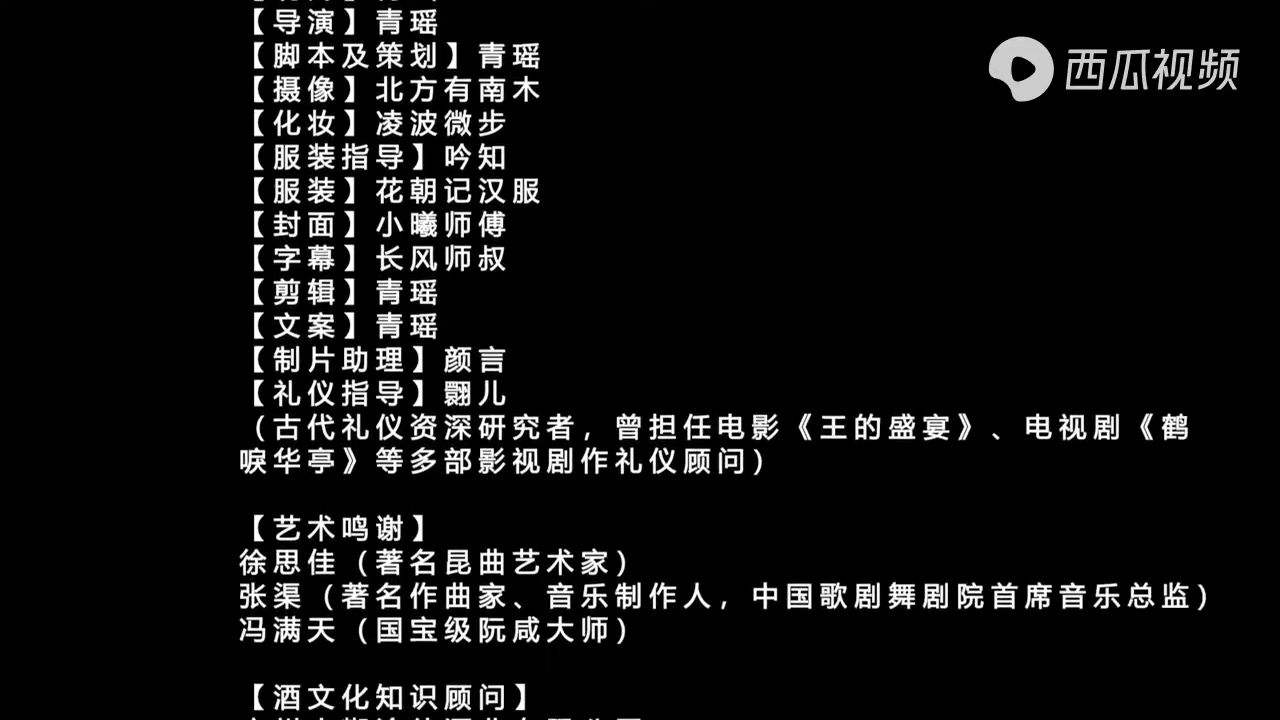 【导演】青瑶
【脚本及策划】青瑶
【摄像】北方有南木
【化妆】凌波微步
【服装指导】吟知
【服装】花朝记汉服
【封面】小曦师傅
【字幕】长风师叔
【剪辑】青瑶
【文案】青瑶
【制片助理】颜言
【礼仪指导】翾儿
（古代礼仪资深研究者，曾担任电影《王的盛宴》、电视剧《鹤
唳华亭》等多部影视剧作礼仪顾问）
【艺术鸣谢】
徐思佳（著名昆曲艺术家）
张渠（著名作曲家、音乐制作人，中国歌剧舞剧院首席音乐总监）
冯满天（国宝级阮咸大师）
【酒文化知识顾问】
西瓜视频